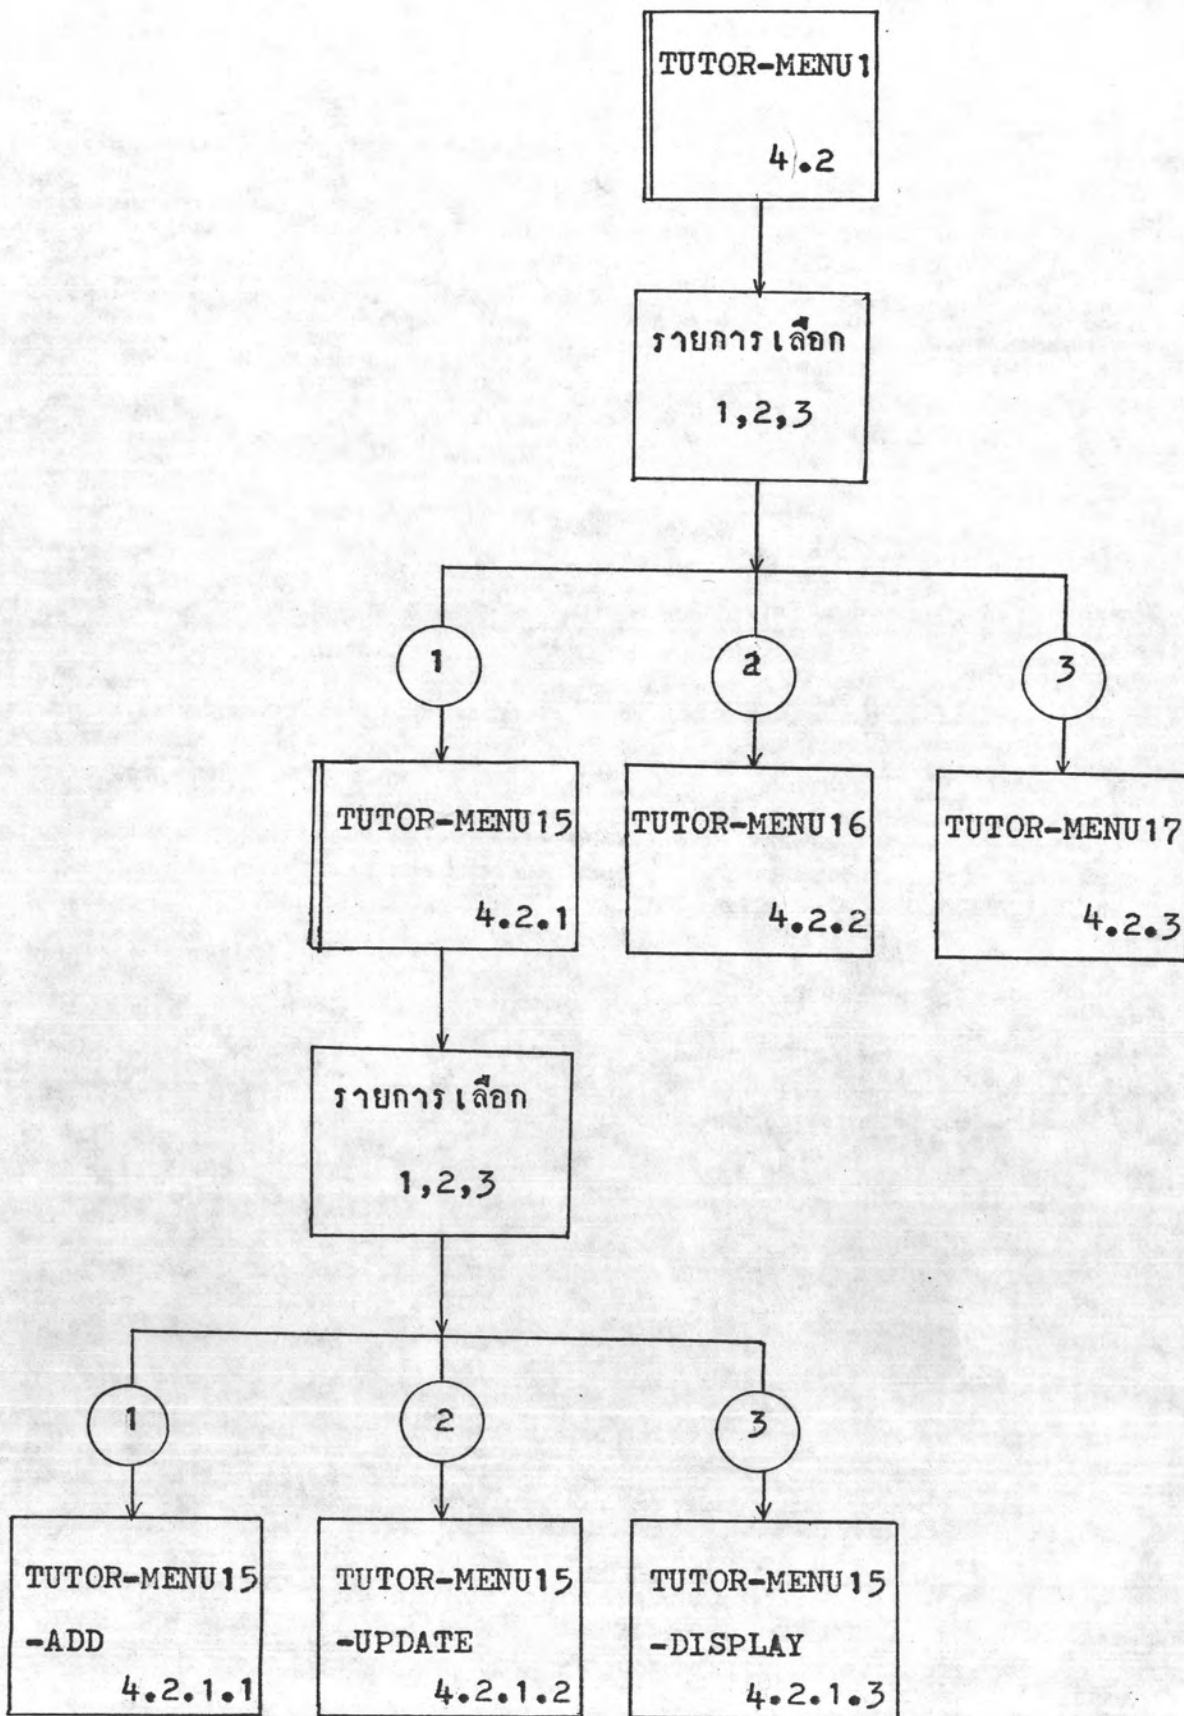 TUTOR-MENU1
4.2
รายการเลือก
1,2,3
1
2
3
TUTOR-MENU15
4.2.1
TUTOR-MENU16
4.2.2
TUTOR-MENU17
4.2.3
รายการเลือก
1,2,3
1
2
3
TUTOR-MENU15
-ADD
4.2.1.1
TUTOR-MENU15
-UPDATE
4.2.1.2
TUTOR-MENU15
-DISPLAY
4.2.1.3